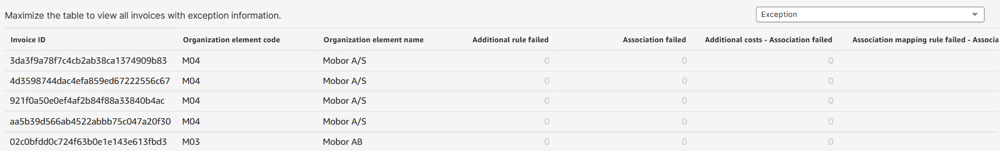 Maximize the table to view all invoices with exception information.
Exception
Invoice ID Organization element code Organization element name Additional rule failed Association failed Additional costs - Association failed Association mapping rule failed - Associa
3da3f9a78f7c4cb2ab38ca1374909b83 M04 Mobor A/S 0 0 0
4d3598744dac4efa859ed67222556c67 M04 Mobor A/S 0 0 0
921f0a50e0ef4af2b84f88a33840b4ac M04 Mobor A/S 0 0 0
aa5b39d566ab4522abbb75c047a20f30 M04 Mobor A/S 0 0 0
02c0bfdd0c724f63b0e1e143e613fbd3 M03 Mobor AB 0 0 0